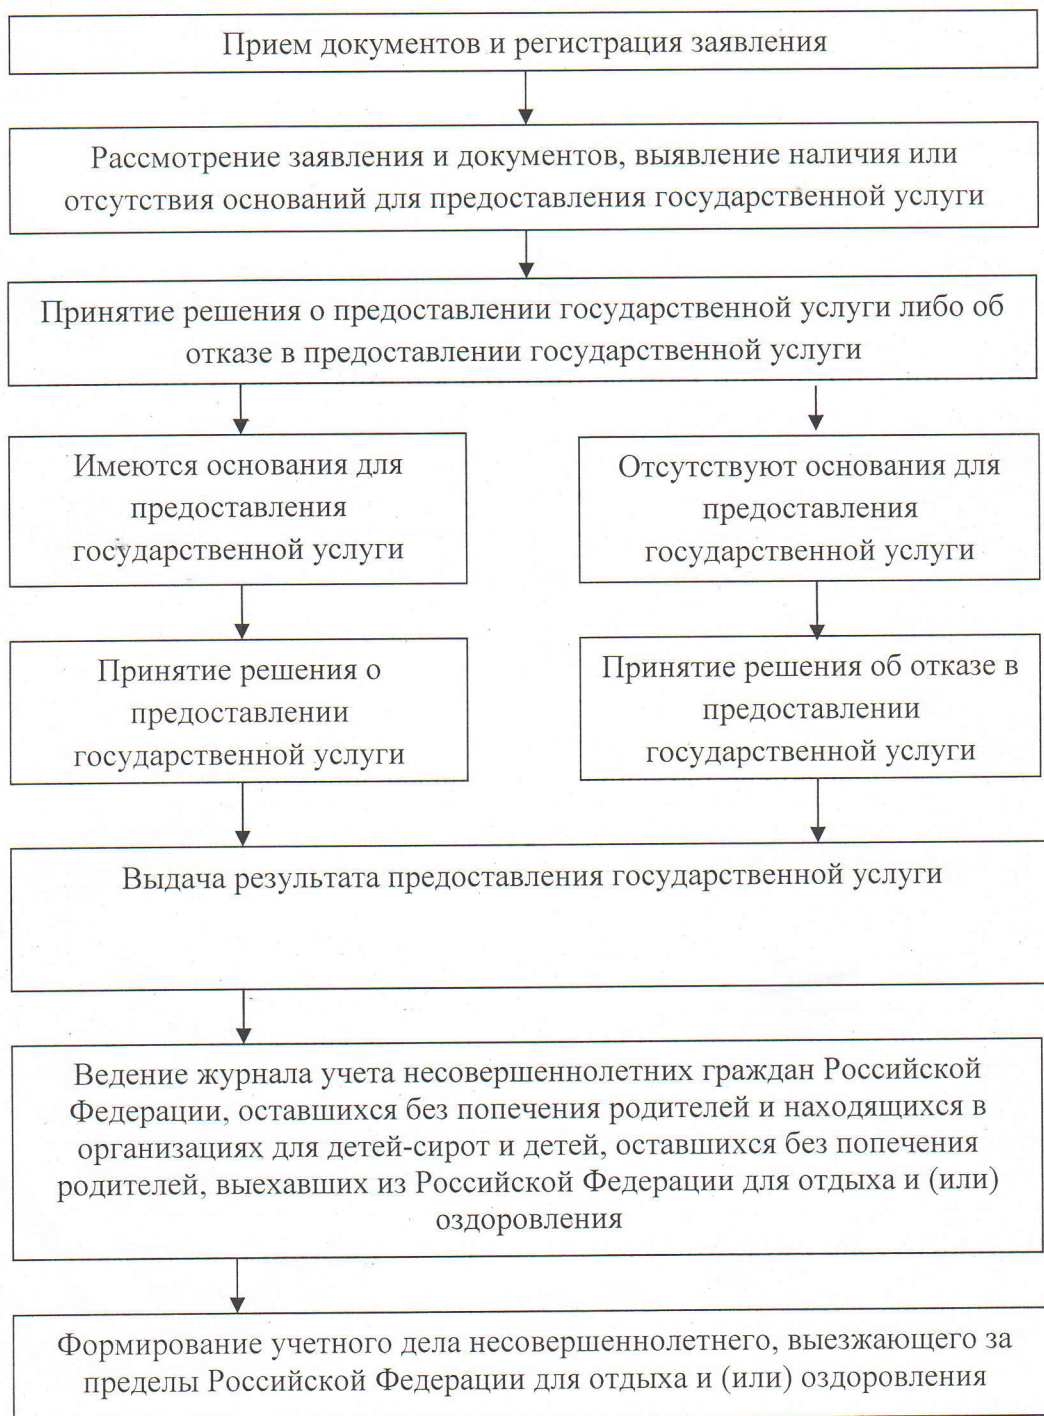 Прием документов и регистрация заявления
Рассмотрение заявления и документов, выявление наличия или
отсутствия оснований для предоставления государственной услуги
Принятие решения о предоставлении государственной услуги либо об
отказе в предоставлении государственной услуги
Имеются основания для
предоставления
государственной услуги
Отсутствуют основания для
предоставления
государственной услуги
Принятие решения о
предоставлении
государственной услуги
Принятие решения об отказе в
предоставлении
государственной услуги
Выдача результата предоставления государственной услуги
Ведение журнала учета несовершеннолетних граждан Российской
Федерации, оставшихся без попечения родителей и находящихся в
организациях для детей-сирот и детей, оставшихся без попечения
родителей, выехавших из Российской Федерации для отдыха и (или)
оздоровления
Формирование учетного дела несовершеннолетнего, выезжающего за
пределы Российской Федерации для отдыха и (или) оздоровления